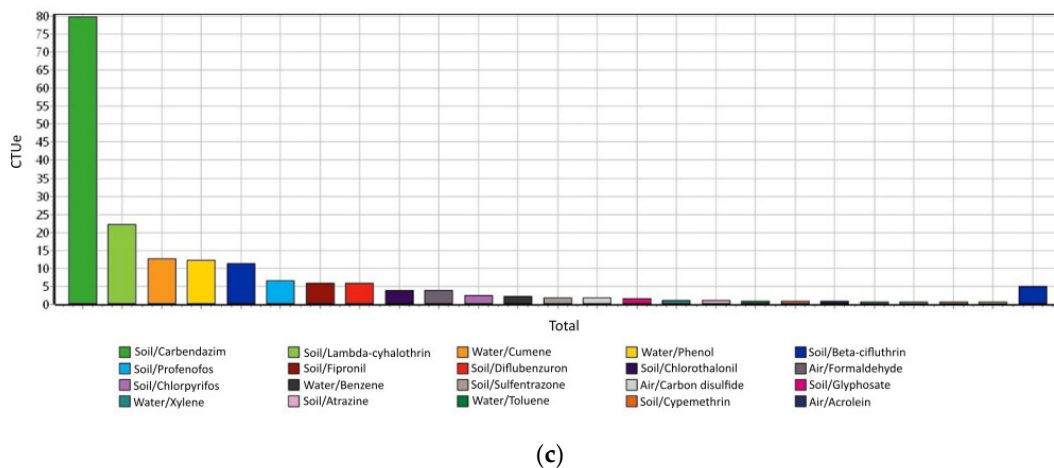 80
75
70
65
60
55
50
45
40
35
30
25
20
15
10
5
0
CTUe
Total
Soil/Carbendazim Soil/Lambda-cyhalothrin Water/Cumene Water/Phenol Soil/Beta-cifluthrin
Soil/Profenofos Soil/Fipronil Soil/Diflubenzuron Soil/Chlorothalonil Air/Formaldehyde
Soil/Chlorpyrifos Water/Benzene Soil/Sulfentrazone Air/Carbon disulfide Soil/Glyphosate
Water/Xylene Soil/Atrazine Water/Toluene Soil/Cypemethrin Air/Acrolein
(c)